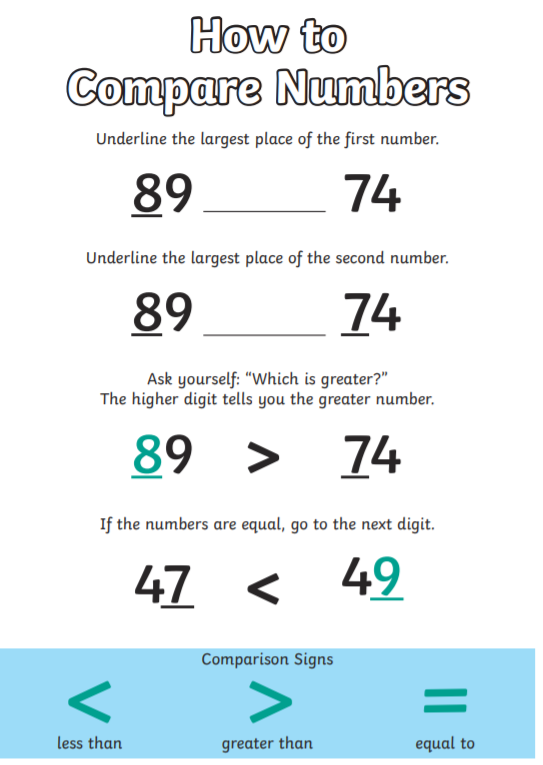 How to
Compare Numbers
Underline the largest place of the first number.
89 ______ 74
Underline the largest place of the second number.
89 ______ 74
Ask yourself: “Which is greater?”
The higher digit tells you the greater number.
89 > 74
If the numbers are equal, go to the next digit.
47 < 49
Comparison Signs
< > =
less than greater than equal to